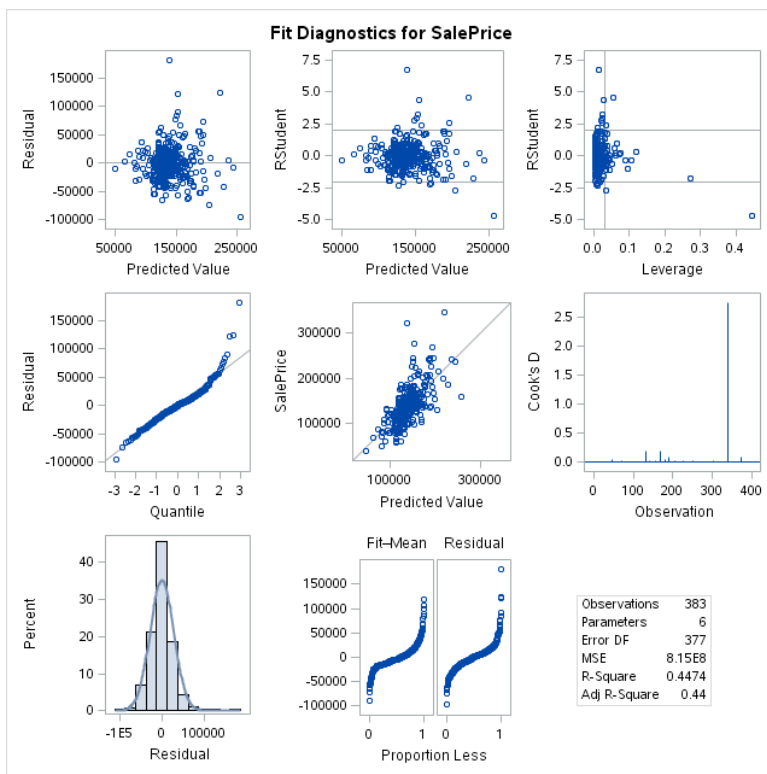 Fit Diagnostics for SalePrice
Residual
150000
100000
50000
0
-50000
-100000
50000 150000 250000
Predicted Value
RStudent
7.5
5.0
2.5
0.0
-2.5
-5.0
50000 150000 250000
Predicted Value
RStudent
7.5
5.0
2.5
0.0
-2.5
-5.0
0.0 0.2 0.4
Leverage
Residual
150000
100000
50000
0
-50000
-100000
-3 -2 -1 0 1 2 3
Quantile
SalePrice
300000
200000
100000
100000 300000
Predicted Value
Cook's D
2.5
2.0
1.5
1.0
0.5
0.0
0 100 200 300 400
Observation
Percent
40
30
20
10
0
-1E5 0 100000
Residual
Fit–Mean Residual
150000
100000
50000
0
-50000
-100000
0 1 0 1
Proportion Less
Observations 383
Parameters 6
Error DF 377
MSE 8.15E8
R-Square 0.4474
Adj R-Square 0.44